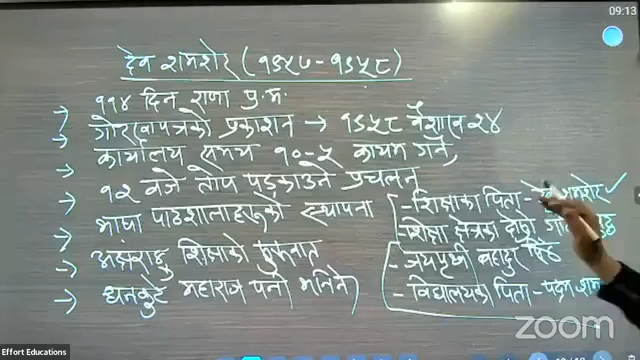 09:13
देव शमशेर (१९५७-१९५८)
→ ११४ दिन राजा प्र.म.
→ गोरखापत्रको प्रकाशन → १९५८ वैशाख २४
→ कार्यालय समय १०-५ कायम गर्ने,
→ १२ बजे तोप पड्काउने प्रचलन
→ भाषा पाठशालाहरूको स्थापना
→ शिक्षाको
→ धनकुटे महाराज पनी भनिने
- शिक्षाका पिता - देव शमशेर ✓
- शिक्षा क्षेत्रका दोस्रो
- जयपृथ्वी बहादुर सिंह
- विद्यालयका पिता - पद्म
Effort Educations
zoom